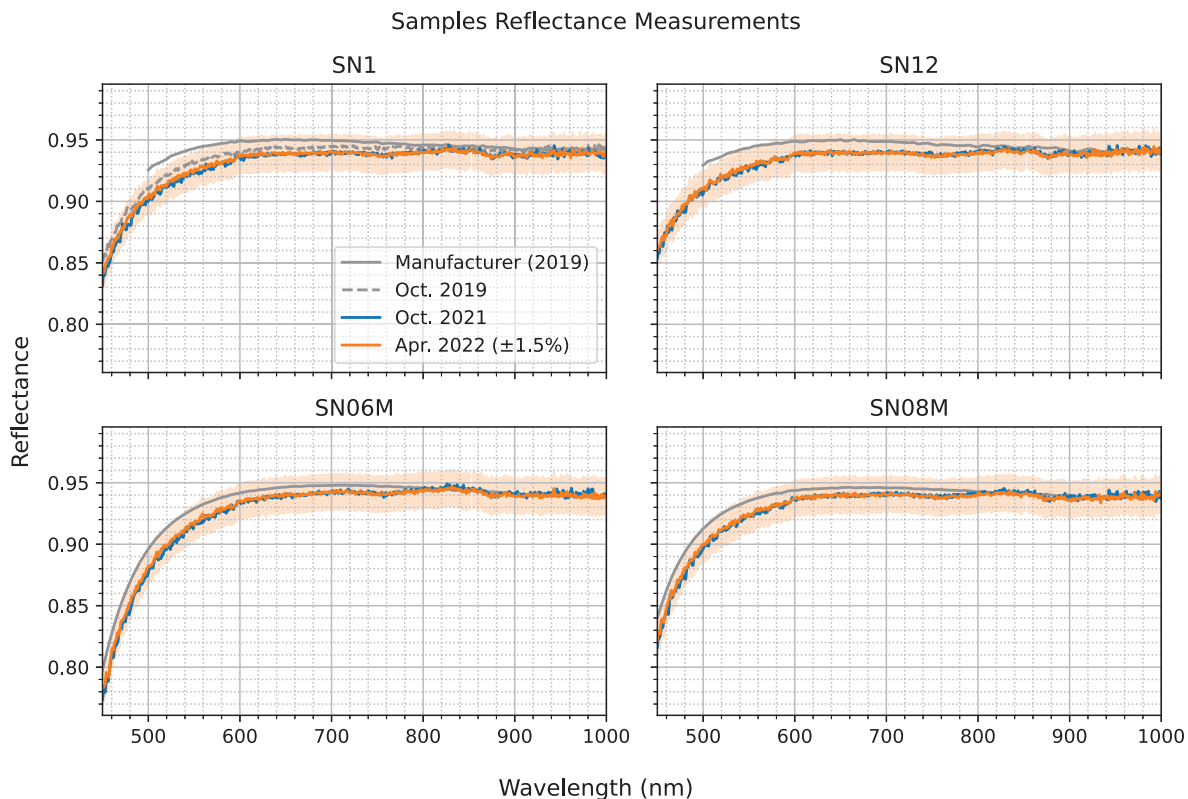 Samples Reflectance Measurements
SN1
SN12
0.95
0.90
0.85
0.80
Manufacturer (2019)
Oct. 2019
Oct. 2021
Apr. 2022 (±1.5%)
SN06M
SN08M
Reflectance
0.95
0.90
0.85
0.80
500 600 700 800 900 1000
500 600 700 800 900 1000
Wavelength (nm)